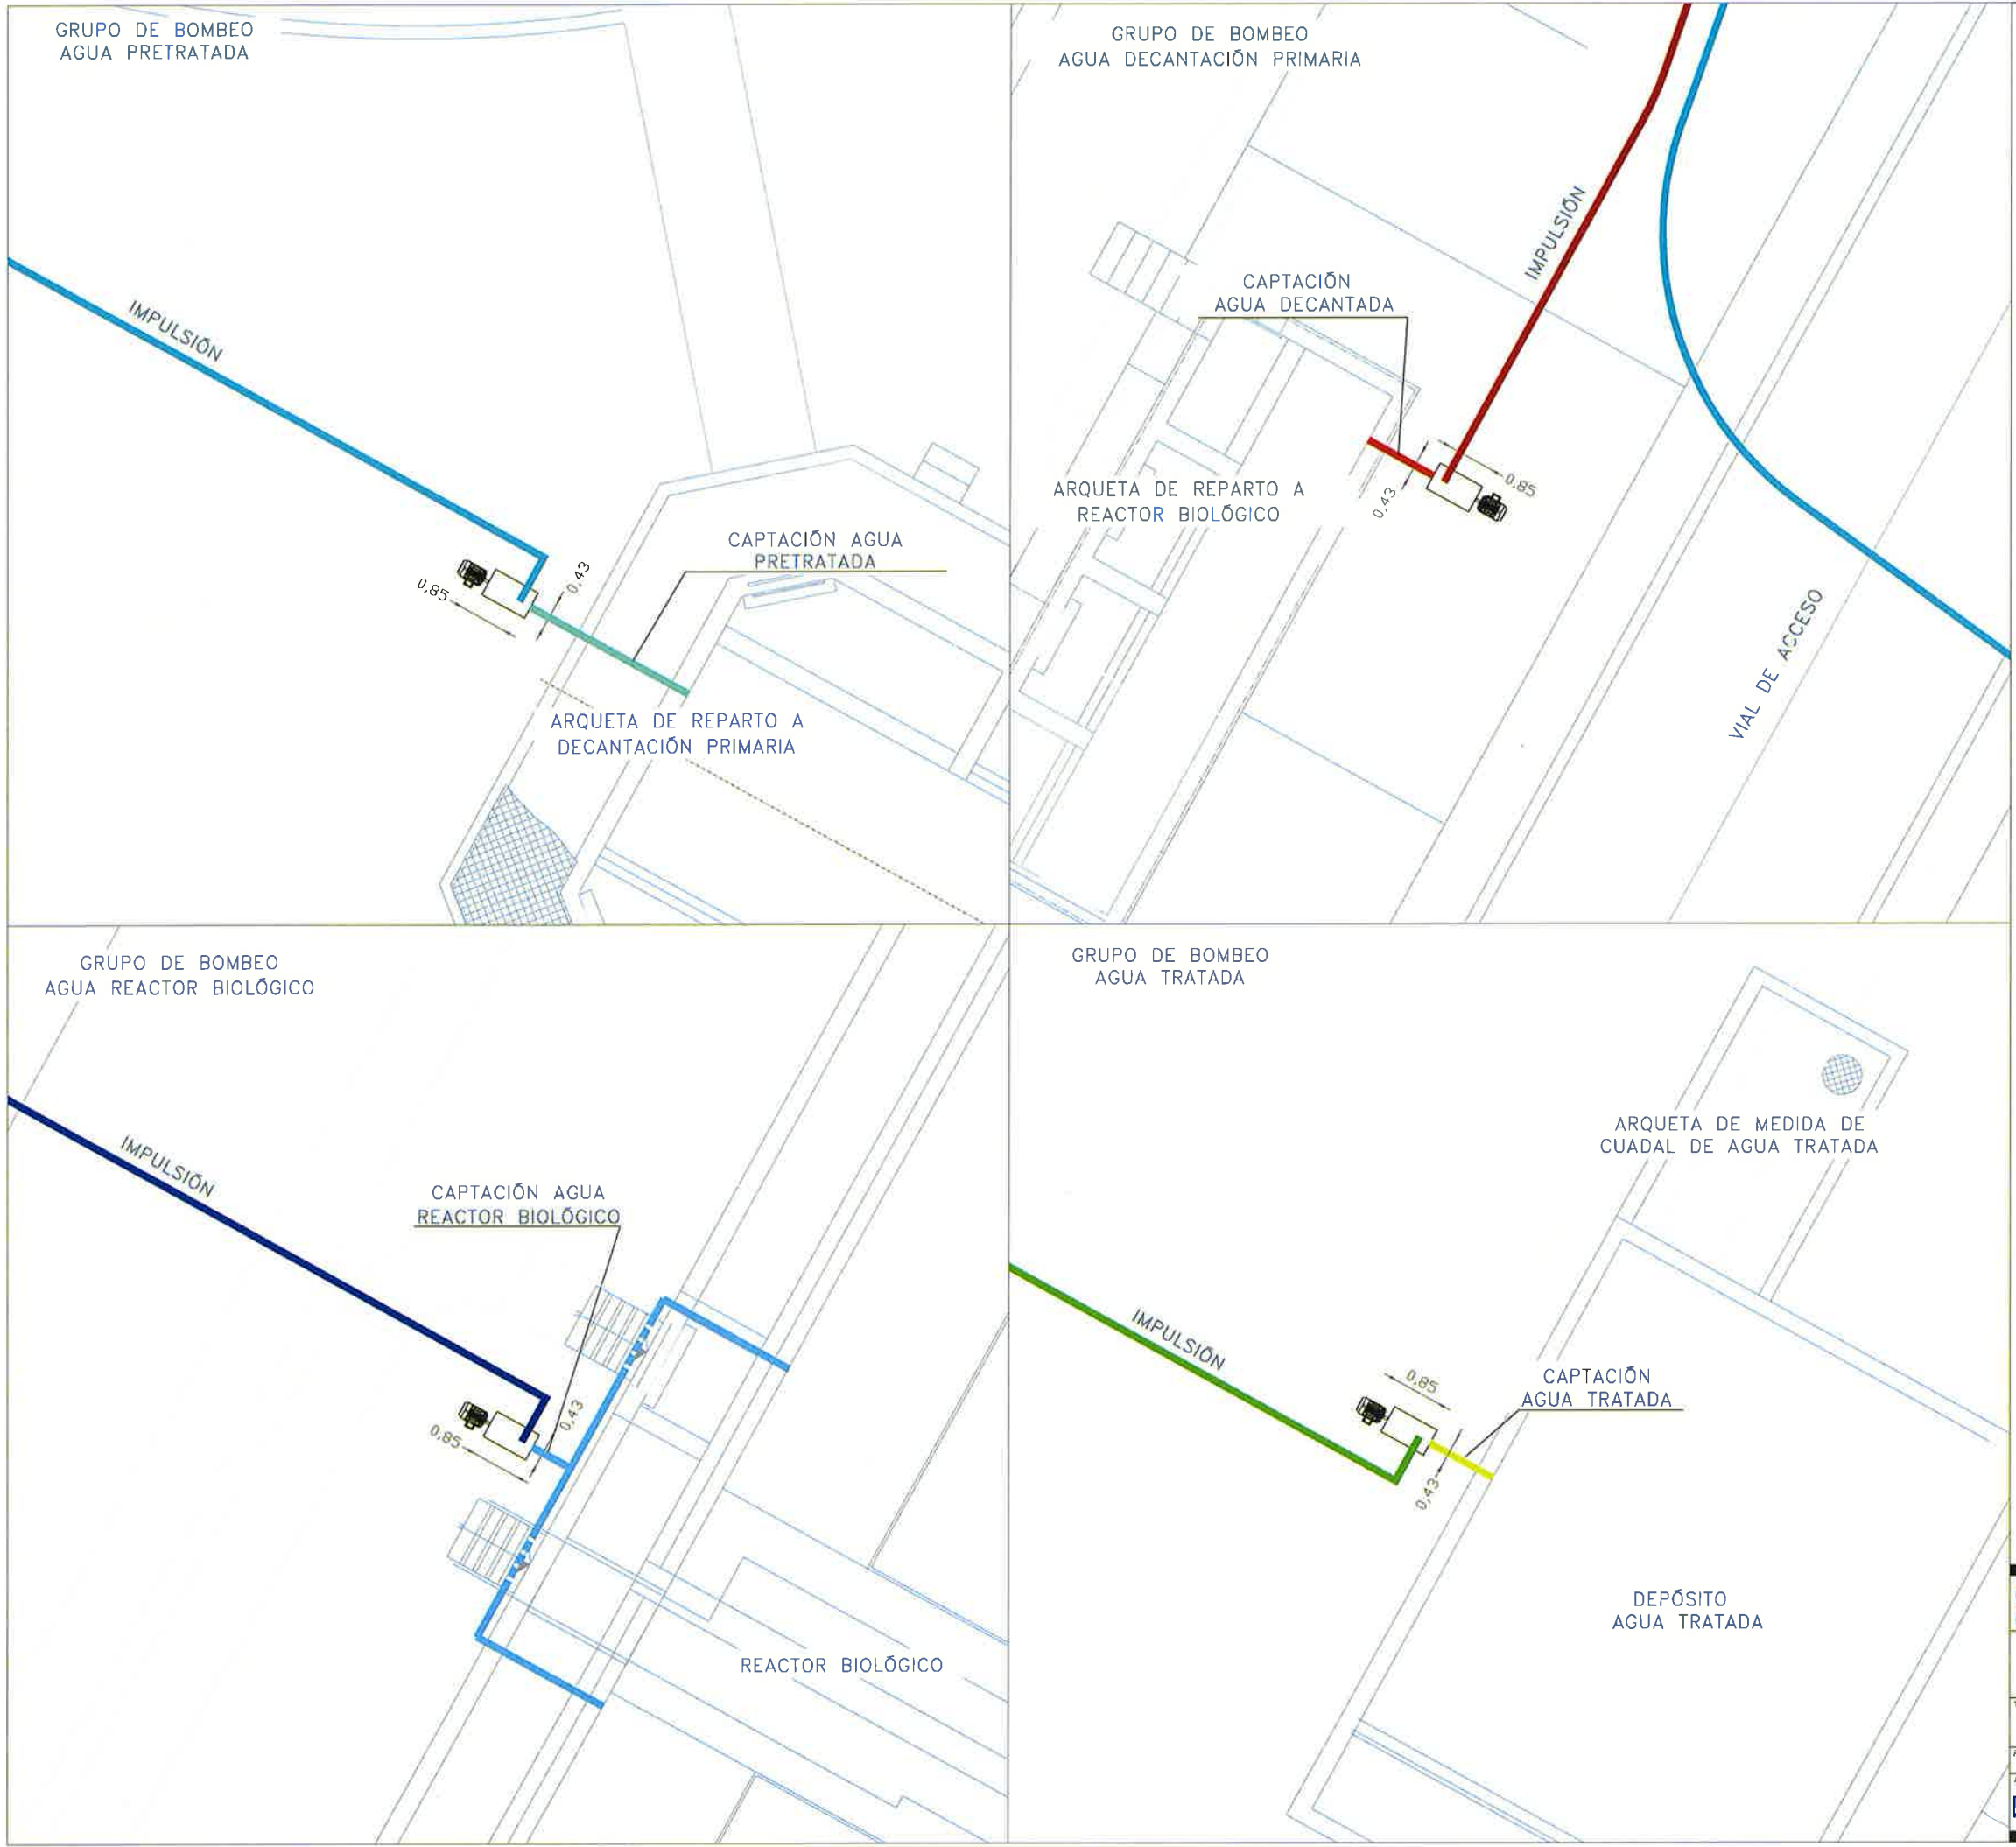 GRUPO DE BOMBEO
AGUA PRETRATADA
IMPULSIÓN
0,85
0,43
CAPTACIÓN AGUA
PRETRATADA
ARQUETA DE REPARTO A
DECANTACIÓN PRIMARIA
GRUPO DE BOMBEO
AGUA DECANTACIÓN PRIMARIA
IMPULSIÓN
CAPTACIÓN
AGUA DECANTADA
0,85
0,43
ARQUETA DE REPARTO A
REACTOR BIOLÓGICO
VIAL DE ACCESO
GRUPO DE BOMBEO
AGUA REACTOR BIOLÓGICO
IMPULSIÓN
CAPTACIÓN AGUA
REACTOR BIOLÓGICO
0,43
0,85
REACTOR BIOLÓGICO
GRUPO DE BOMBEO
AGUA TRATADA
ARQUETA DE MEDIDA DE
CUADAL DE AGUA TRATADA
IMPULSIÓN
0,85
0,43
CAPTACIÓN
AGUA TRATADA
DEPÓSITO
AGUA TRATADA